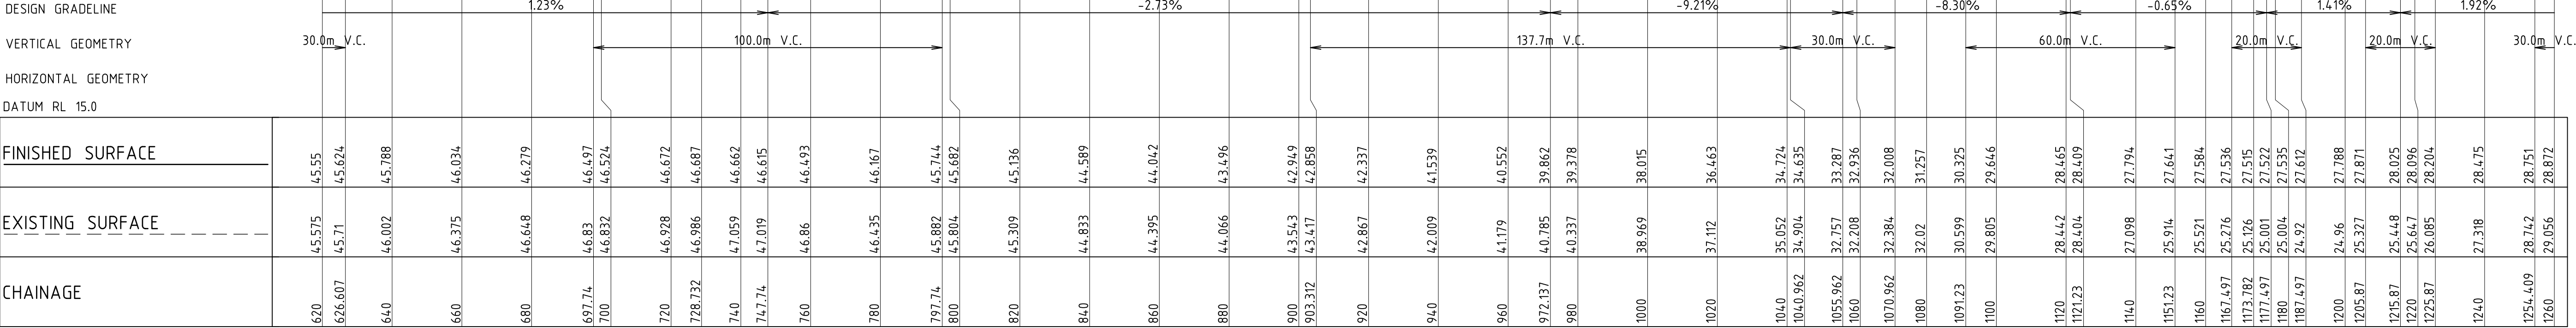 DESIGN GRADELINE 1.23% -2.73% -9.21% -8.30% -0.65% 1.41% 1.92%
VERTICAL GEOMETRY 30.0m V.C. 100.0m V.C. 137.7m V.C. 30.0m V.C. 60.0m V.C. 20.0m V.C. 20.0m V.C. 30.0m V.C.
HORIZONTAL GEOMETRY
DATUM RL 15.0
FINISHED SURFACE 45.55 45.624 45.788 46.034 46.279 46.497 46.524 46.672 46.687 46.662 46.615 46.493 46.167 45.744 45.682 45.136 44.589 44.042 43.496 42.949 42.858 42.337 41.539 40.552 39.862 39.378 38.015 36.463 34.724 34.635 33.287 32.936 32.008 31.257 30.325 29.646 28.465 28.409 27.794 27.641 27.584 27.536 27.515 27.522 27.535 27.612 27.788 27.871 28.025 28.096 28.204 28.475 28.751 28.872
EXISTING SURFACE 45.575 45.71 46.002 46.375 46.648 46.83 46.832 46.928 46.986 47.059 47.019 46.86 46.435 45.882 45.804 45.309 44.833 44.395 44.066 43.543 43.417 42.867 42.009 41.179 40.785 40.337 38.969 37.112 35.052 34.904 32.757 32.208 32.384 32.02 30.599 29.805 28.442 28.404 27.098 25.914 25.521 25.276 25.126 25.001 25.004 24.92 24.96 25.327 25.448 25.647 26.085 27.318 28.742 29.056
CHAINAGE 620 626.607 640 660 680 697.74 700 720 728.732 740 747.74 760 780 797.74 800 820 840 860 880 900 903.312 920 940 960 972.137 980 1000 1020 1040 1040.962 1055.962 1060 1070.962 1080 1091.23 1100 1120 1121.23 1140 1151.23 1160 1167.497 1173.782 1177.497 1180 1187.497 1200 1205.87 1215.87 1220 1225.87 1240 1254.409 1260